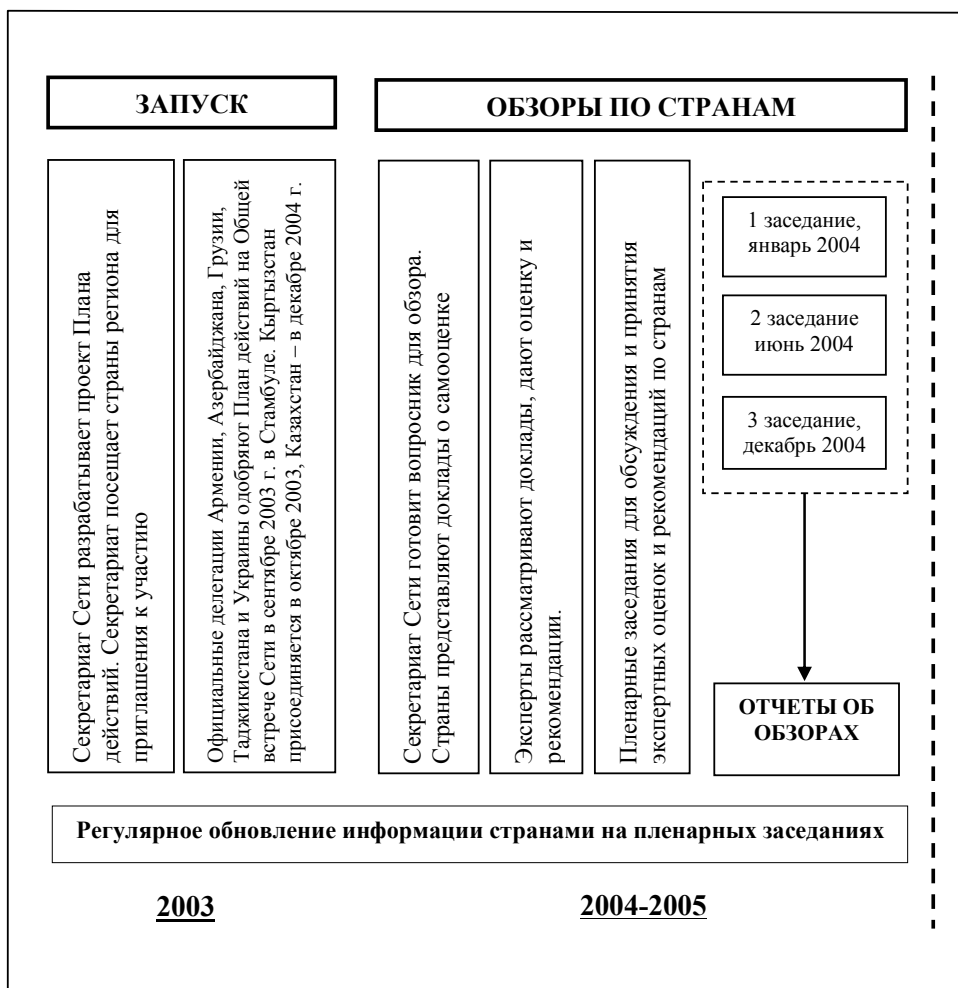 ЗАПУСК
ОБЗОРЫ ПО СТРАНАМ
Секретариат Сети разрабатывает проект Плана
действий. Секретариат посещает страны региона для
приглашения к участию
Официальные делегации Армении, Азербайджана, Грузии,
Таджикистана и Украины одобряют План действий на Общей
встрече Сети в сентябре 2003 г. в Стамбуле. Кыргызстан
присоединяется в октябре 2003, Казахстан – в декабре 2004 г.
Секретариат Сети готовит вопросник для обзора.
Страны представляют доклады о самооценке
Эксперты рассматривают доклады, дают оценку и
рекомендации.
Пленарные заседания для обсуждения и принятия
экспертных оценок и рекомендаций по странам
1 заседание,
январь 2004
2 заседание
июнь 2004
3 заседание,
декабрь 2004
ОТЧЕТЫ ОБ
ОБЗОРАХ
Регулярное обновление информации странами на пленарных заседаниях
2003
2004-2005